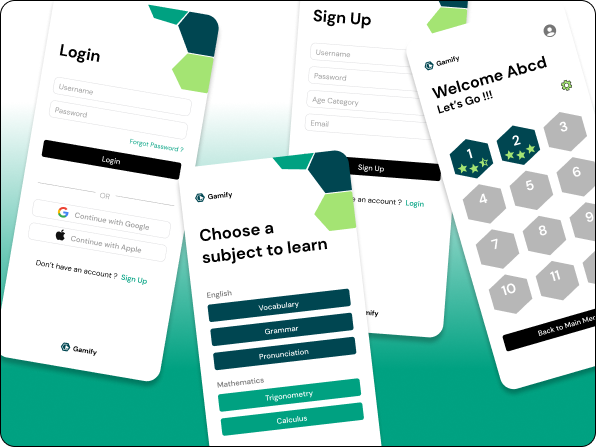 Login
Username
Password
Forgot Password ?
Login
OR
Continue with Google
Continue with Apple
Don't have an account ? Sign Up
Gamify
Gamify
Choose a
subject to learn
English
Vocabulary
Grammar
Pronunciation
Mathematics
Trigonometry
Calculus
Sign Up
Username
Password
Age Category
Email
Sign Up
an account ? Login
Gamify
Welcome Abcd
Let's Go !!!
1
2
3
4
5
6
7
8
9
10
11
Back to Main